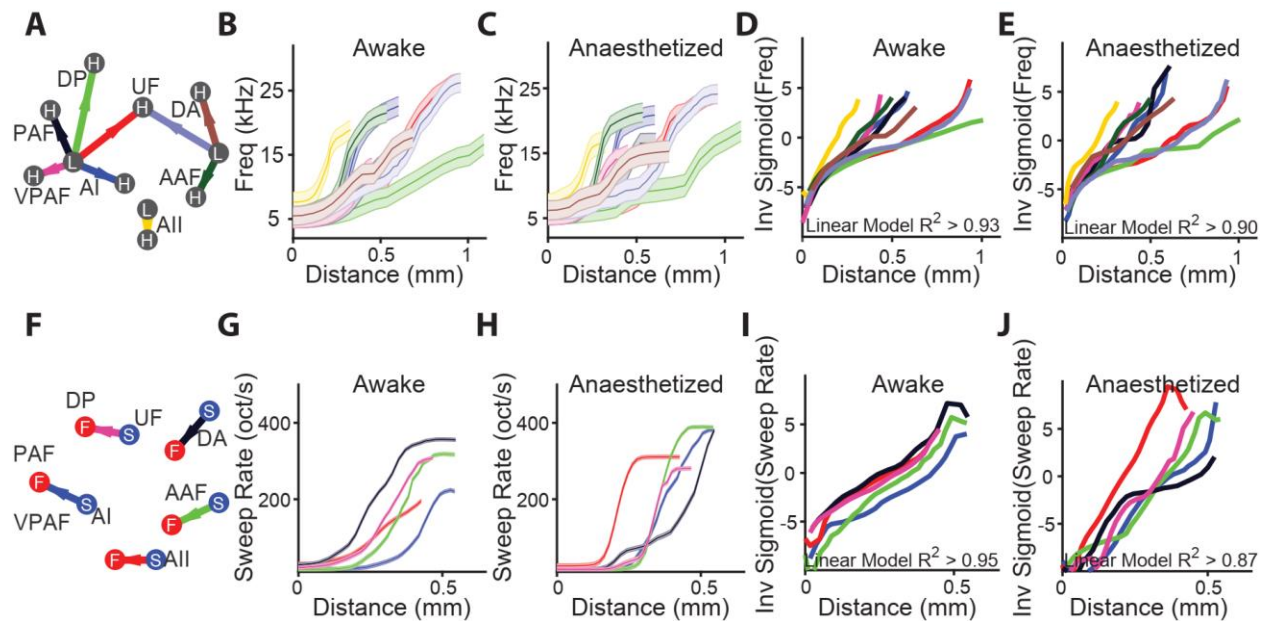 A
H
DP
UF
H
H
DA
H
PAF
L
L
H
VPAF
AI
H
AAF
H
L
AII
H
B
Awake
Freq (kHz)
25
15
5
0
0.5
1
Distance (mm)
C
Anaesthetized
Freq (kHz)
25
15
5
0
0.5
1
Distance (mm)
D
Awake
Inv Sigmoid(Freq)
5
0
-5
Linear Model R² > 0.93
0
0.5
1
Distance (mm)
E
Anaesthetized
Inv Sigmoid(Freq)
5
0
-5
Linear Model R² > 0.90
0
0.5
1
Distance (mm)
F
DP
UF
S
F
S
F
DA
PAF
F
AAF
S
S
VPAF
AI
F
F
S
AII
G
Awake
Sweep Rate (oct/s)
400
200
0
0.5
Distance (mm)
H
Anaesthetized
Sweep Rate (oct/s)
400
200
0
0.5
Distance (mm)
I
Awake
Inv Sigmoid(Sweep Rate)
5
0
-5
Linear Model R² > 0.95
0
0.5
Distance (mm)
J
Anaesthetized
Inv Sigmoid(Sweep Rate)
5
0
-5
Linear Model R² > 0.87
0
0.5
Distance (mm)